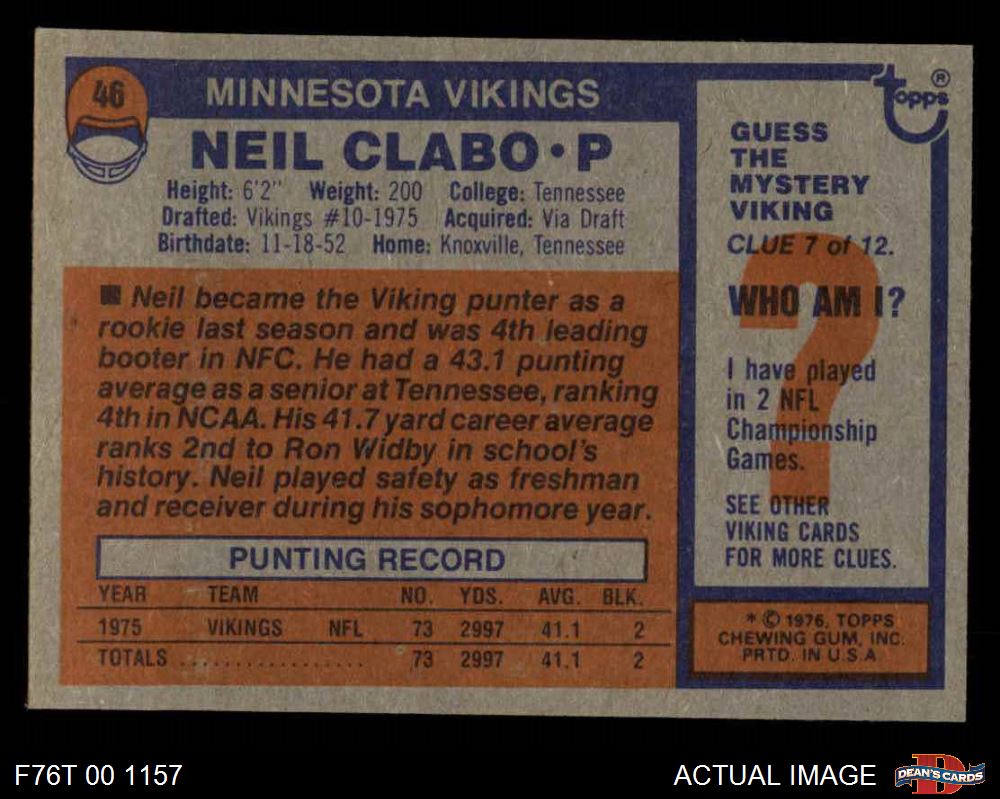 46
MINNESOTA VIKINGS
NEIL CLABO • P
Height: 6'2" Weight: 200 College: Tennessee
Drafted: Vikings #10-1975 Acquired: Via Draft
Birthdate: 11-18-52 Home: Knoxville, Tennessee
■ Neil became the Viking punter as a
rookie last season and was 4th leading
booter in NFC. He had a 43.1 punting
average as a senior at Tennessee, ranking
4th in NCAA. His 41.7 yard career average
ranks 2nd to Ron Widby in school's
history. Neil played safety as freshman
and receiver during his sophomore year.
PUNTING RECORD
YEAR TEAM NO. YDS. AVG. BLK.
1975 VIKINGS NFL 73 2997 41.1 2
TOTALS .................. 73 2997 41.1 2
topps®
GUESS
THE
MYSTERY
VIKING
CLUE 7 of 12.
?
WHO AM I?
I have played
in 2 NFL
Championship
Games.
SEE OTHER
VIKING CARDS
FOR MORE CLUES.
* © 1976, TOPPS
CHEWING GUM, INC.
PRTD. IN U.S.A
F76T 00 1157
ACTUAL IMAGE
D
DEAN'S CARDS